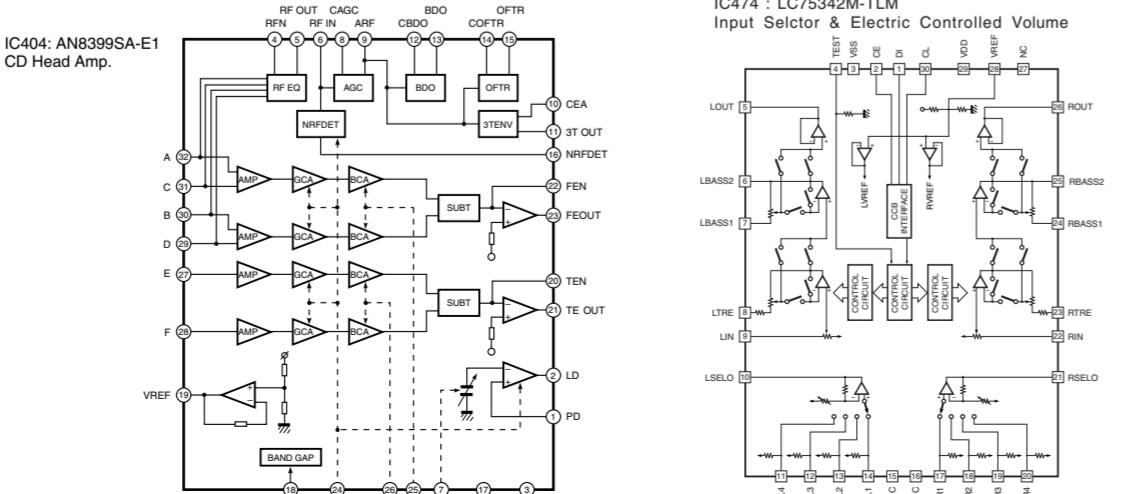 IC404: AN8399SA-E1
CD Head Amp.
RF OUT CAGC BDO OFTR
RFN RF IN ARF CBDO COFTR
4 5 6 8 9 12 13 14 15
RF EQ
AGC
BDO
OFTR
NRFDET
3TENV
10 CEA
11 3T OUT
16 NRFDET
A 32
C 31
B 30
D 29
E 27
F 28
AMP GCA BCA
AMP GCA BCA
SUBT
22 FEN
23 FEOUT
AMP GCA BCA
AMP GCA BCA
SUBT
20 TEN
21 TE OUT
VREF 19
2 LD
1 PD
BAND GAP
18 24 26 25 7 17 3
IC474 : LC75342M-TLM
Input Selctor & Electric Controlled Volume
TEST VSS CE DI CL VDD VREF NC
4 3 2 1 30 29 28 27
LOUT 5
LBASS2 6
LBASS1 7
LTRE 8
LIN 9
LSELO 10
26 ROUT
25 RBASS2
24 RBASS1
23 RTRE
22 RIN
21 RSELO
LVREF
RVREF
CCB
INTERFACE
CONTROL
CIRCUIT
CONTROL
CIRCUIT
CONTROL
CIRCUIT
11 12 13 14 15 16 17 18 19 20